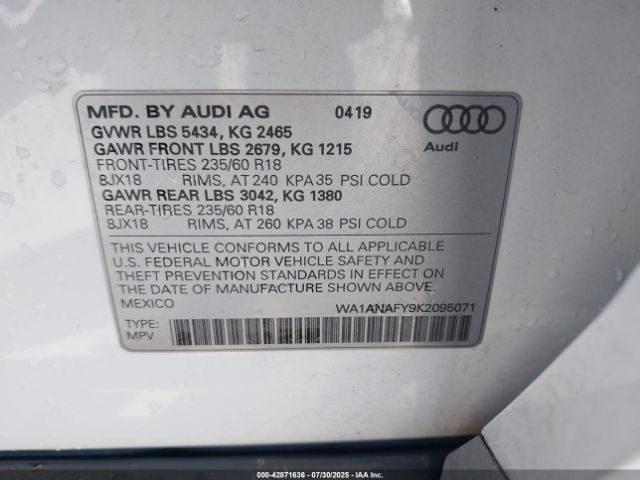 MFD. BY AUDI AG 0419
GVWR LBS 5434, KG 2465
GAWR FRONT LBS 2679, KG 1215
FRONT-TIRES 235/60 R18
8JX18 RIMS, AT 240 KPA 35 PSI COLD
GAWR REAR LBS 3042, KG 1380
REAR-TIRES 235/60 R18
8JX18 RIMS, AT 260 KPA 38 PSI COLD
Audi
THIS VEHICLE CONFORMS TO ALL APPLICABLE
U.S. FEDERAL MOTOR VEHICLE SAFETY AND
THEFT PREVENTION STANDARDS IN EFFECT ON
THE DATE OF MANUFACTURE SHOWN ABOVE.
MEXICO WA1ANAFY9K2095071
TYPE:
MPV
000-42871636 - 07/30/2025 - IAAI.COM